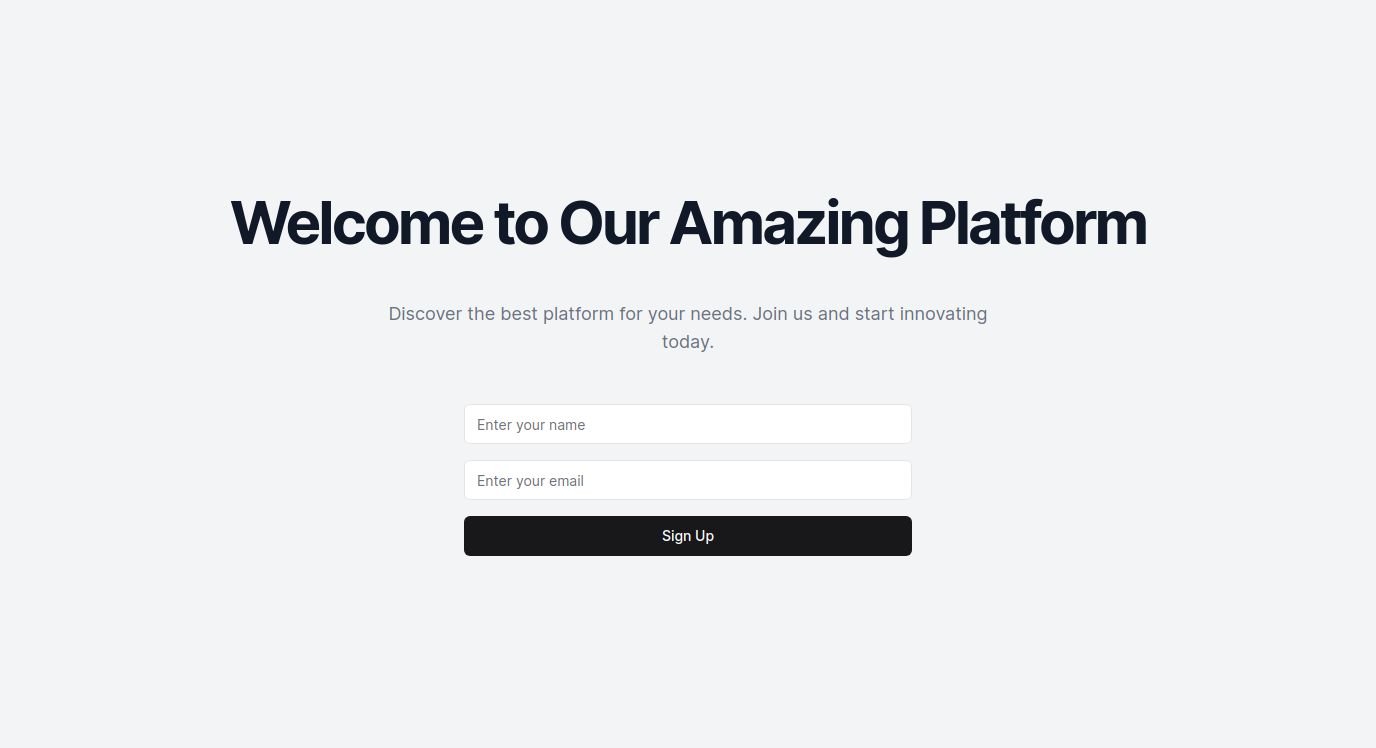 Welcome to Our Amazing Platform
Discover the best platform for your needs. Join us and start innovating
today.
Enter your name
Enter your email
Sign Up